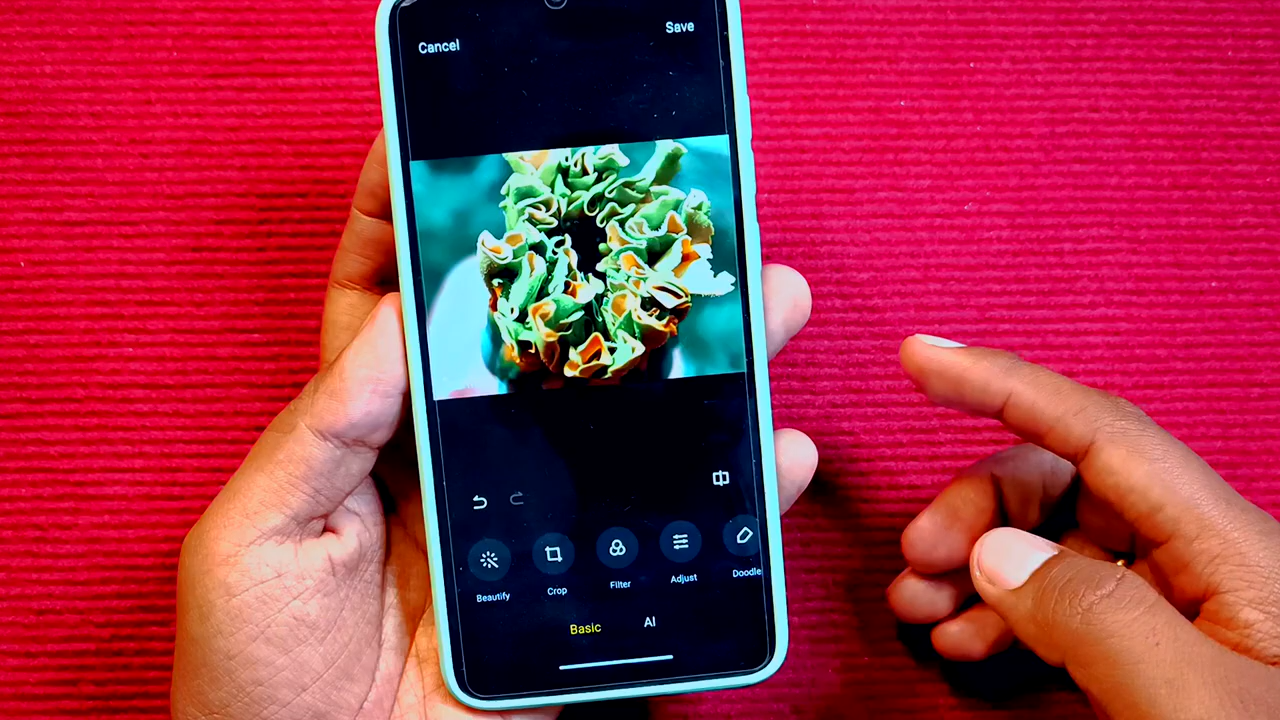 Cancel
Save
Beautify
Crop
Filter
Adjust
Doodle
Basic
AI